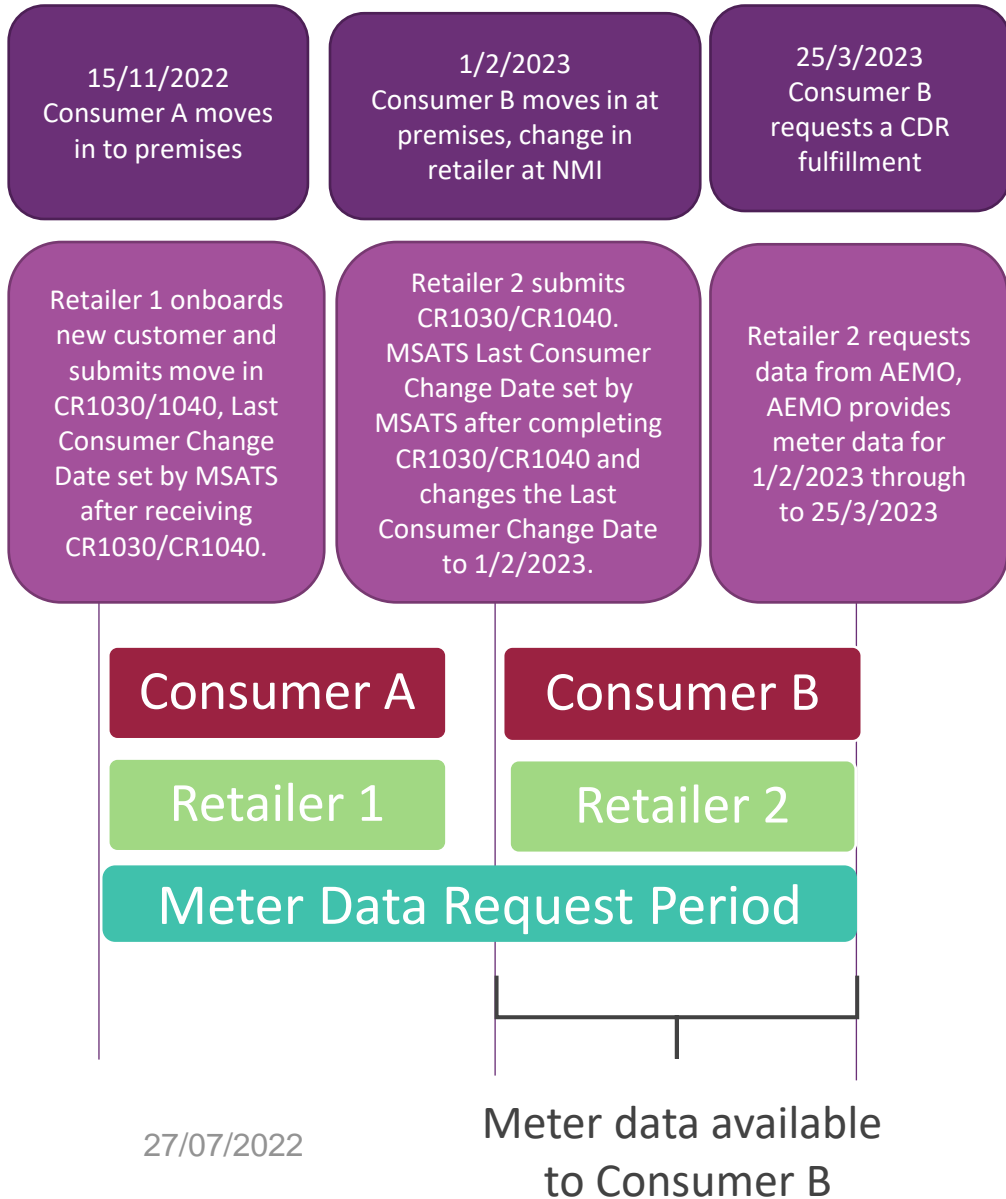 15/11/2022
Consumer A moves
in to premises
1/2/2023
Consumer B moves in at
premises, change in
retailer at NMI
25/3/2023
Consumer B
requests a CDR
fulfillment
Retailer 1 onboards
new customer and
submits move in
CR1030/1040, Last
Consumer Change
Date set by MSATS
after receiving
CR1030/CR1040.
Retailer 2 submits
CR1030/CR1040.
MSATS Last Consumer
Change Date set by
MSATS after completing
CR1030/CR1040 and
changes the Last
Consumer Change Date
to 1/2/2023.
Retailer 2 requests
data from AEMO,
AEMO provides
meter data for
1/2/2023 through
to 25/3/2023
Consumer A
Consumer B
Retailer 1
Retailer 2
Meter Data Request Period
27/07/2022
Meter data available
to Consumer B